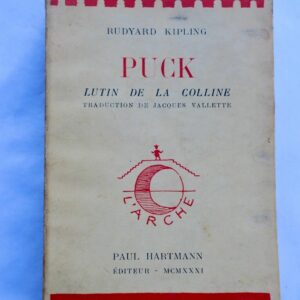 RUDYARD KIPLING
PUCK
LUTIN DE LA COLLINE
TRADUCTION DE JACQUES VALLETTE
L'ARCHE
PAUL HARTMANN
ÉDITEUR - MCMXXXI